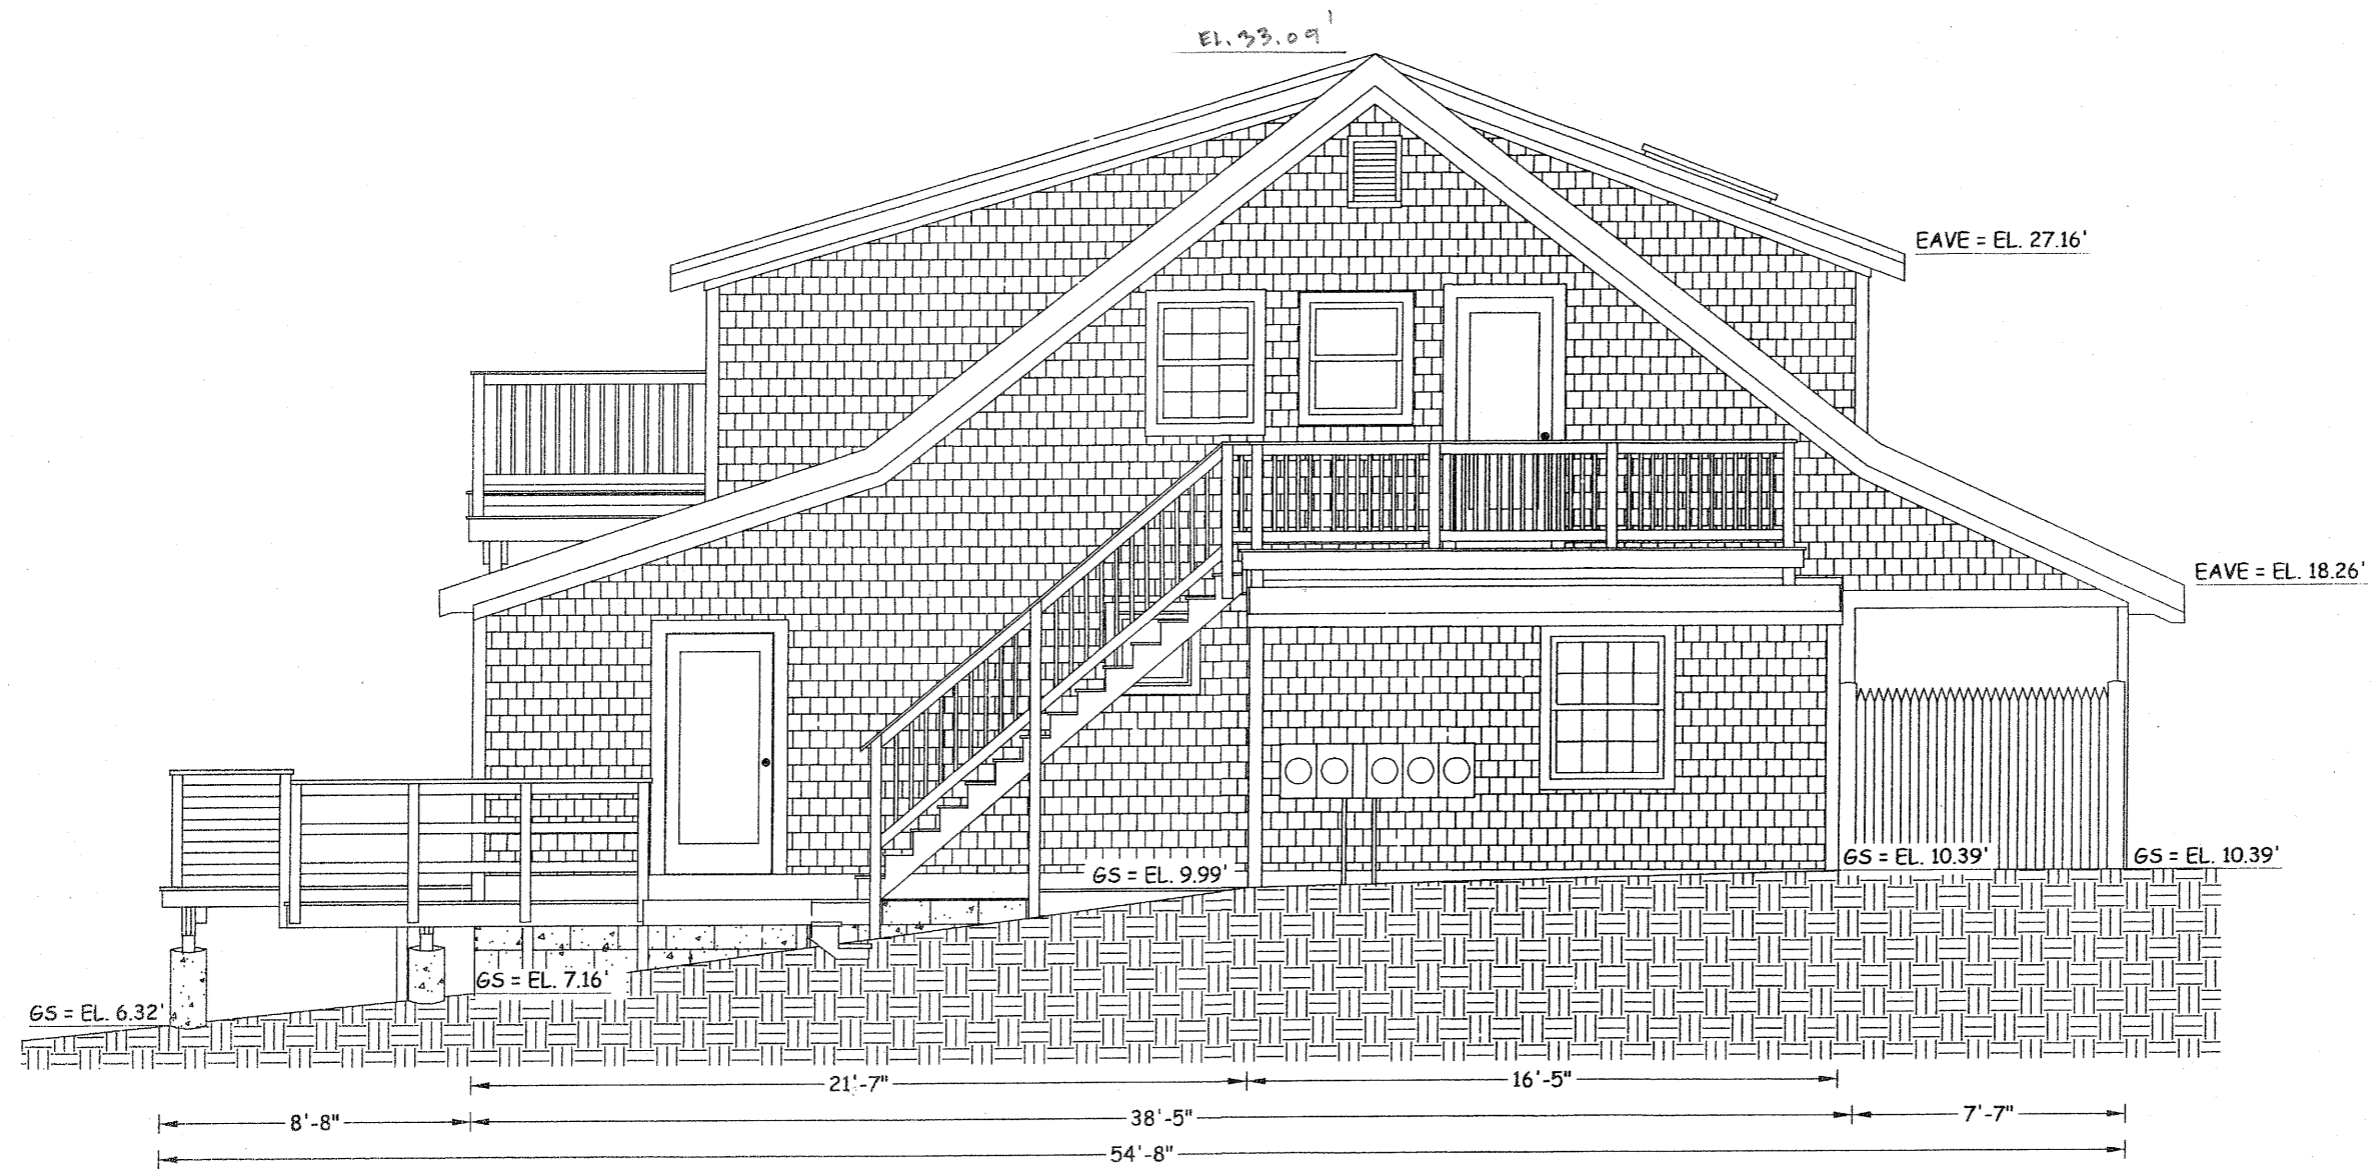 EL. 33.09'
EAVE = EL. 27.16'
EAVE = EL. 18.26'
GS = EL. 10.39'
GS = EL. 10.39'
GS = EL. 9.99'
GS = EL. 7.16'
GS = EL. 6.32'
21'-7"
16'-5"
8'-8"
38'-5"
7'-7"
54'-8"